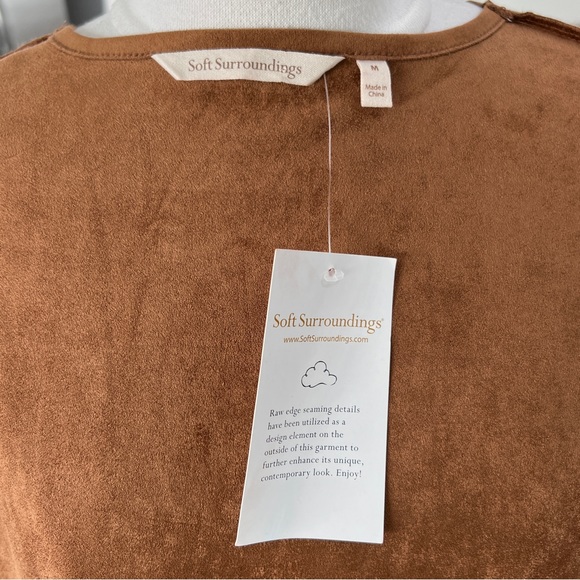 Soft Surroundings
M
Made in
China
Soft Surroundings®
www.SoftSurroundings.com
Raw edge seaming details
have been utilized as a
design element on the
outside of this garment to
further enhance its unique,
contemporary look. Enjoy!